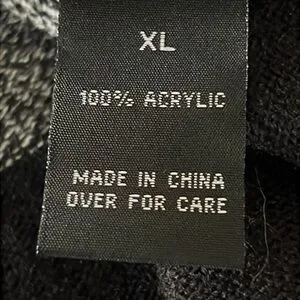 XL
100% ACRYLIC
MADE IN CHINA
OVER FOR CARE